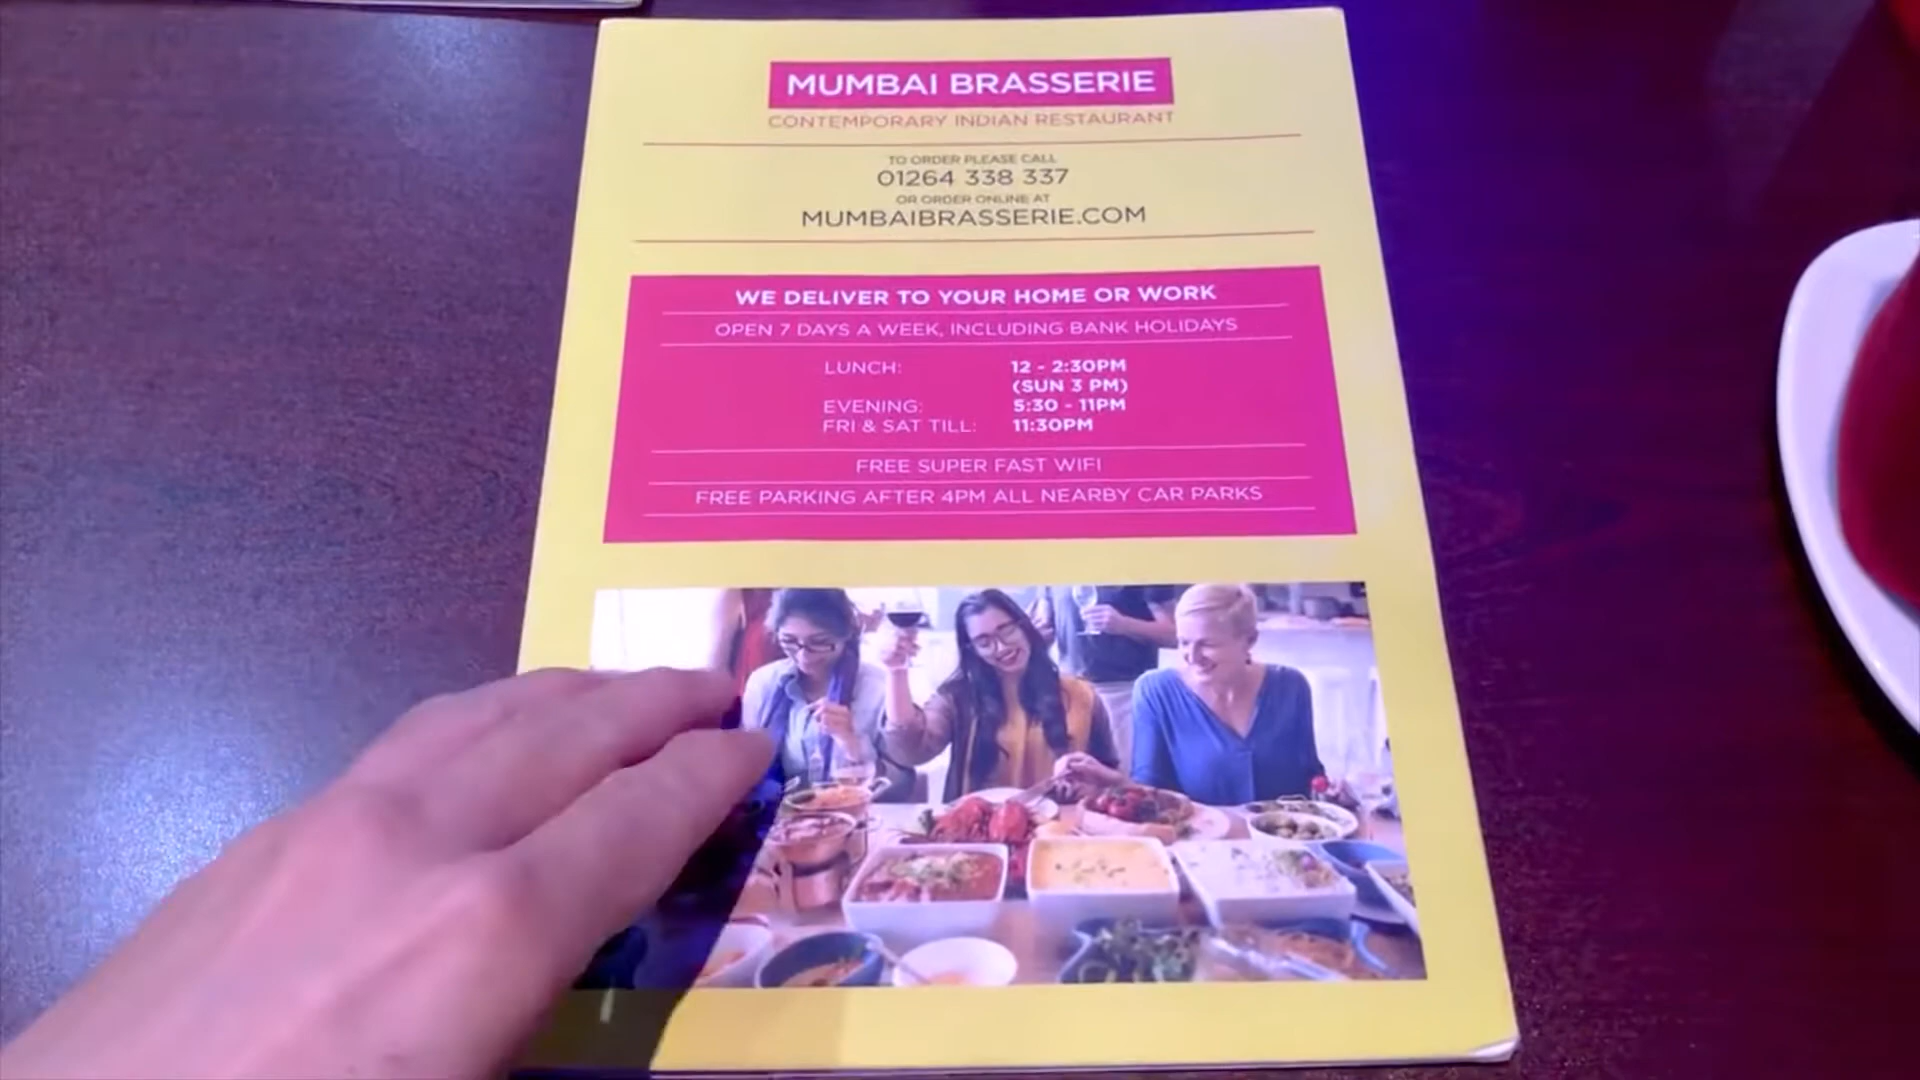 MUMBAI BRASSERIE
CONTEMPORARY INDIAN RESTAURANT
TO ORDER PLEASE CALL
01264 338 337
OR ORDER ONLINE AT
MUMBAIBRASSERIE.COM
WE DELIVER TO YOUR HOME OR WORK
OPEN 7 DAYS A WEEK, INCLUDING BANK HOLIDAYS
LUNCH: 12 - 2:30PM
(SUN 3 PM)
EVENING: 5:30 - 11PM
FRI & SAT TILL: 11:30PM
FREE SUPER FAST WIFI
FREE PARKING AFTER 4PM ALL NEARBY CAR PARKS